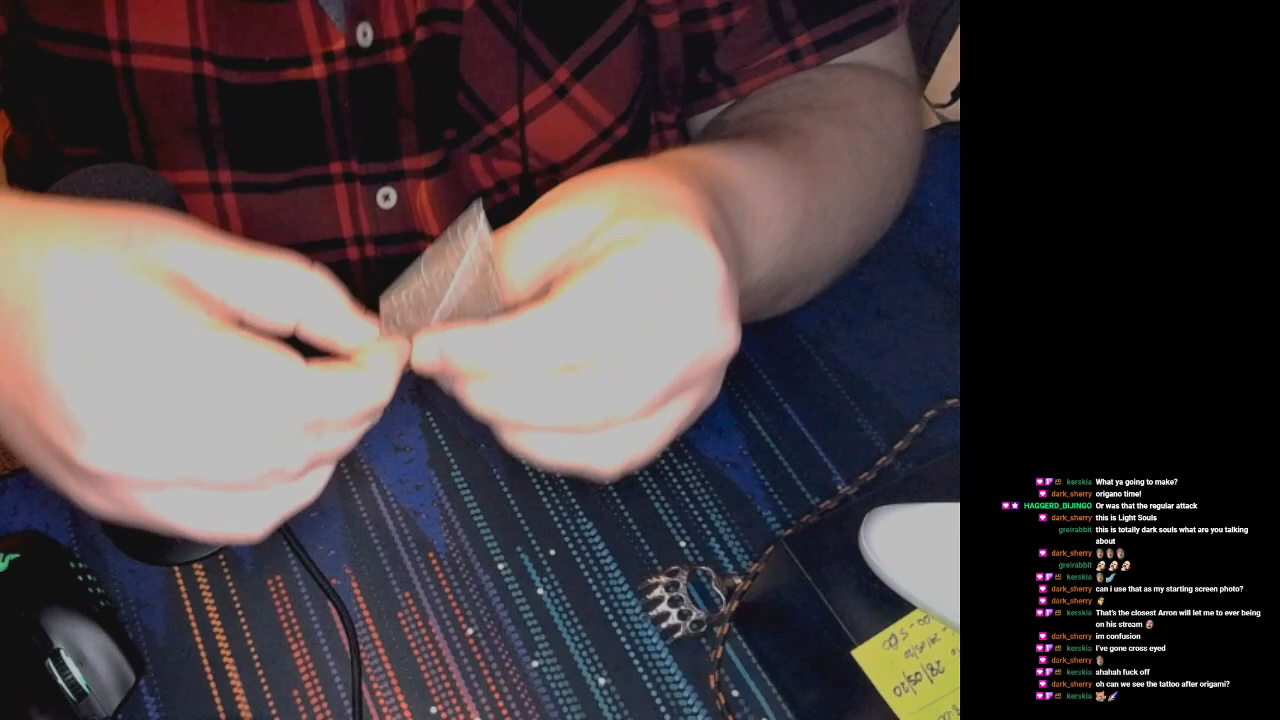 kerskia What ya going to make?
dark_sherry origano time!
HAGGERD_BIJINGO Or was that the regular attack
dark_sherry this is Light Souls
greirabbit this is totally dark souls what are you talking
about
dark_sherry
greirabbit
kerskia
dark_sherry can i use that as my starting screen photo?
dark_sherry
kerskia That's the closest Arron will let me to ever being
on his stream
dark_sherry im confusion
kerskia I've gone cross eyed
dark_sherry
kerskia ahahah fuck off
dark_sherry oh can we see the tattoo after origami?
kerskia
28/05/20